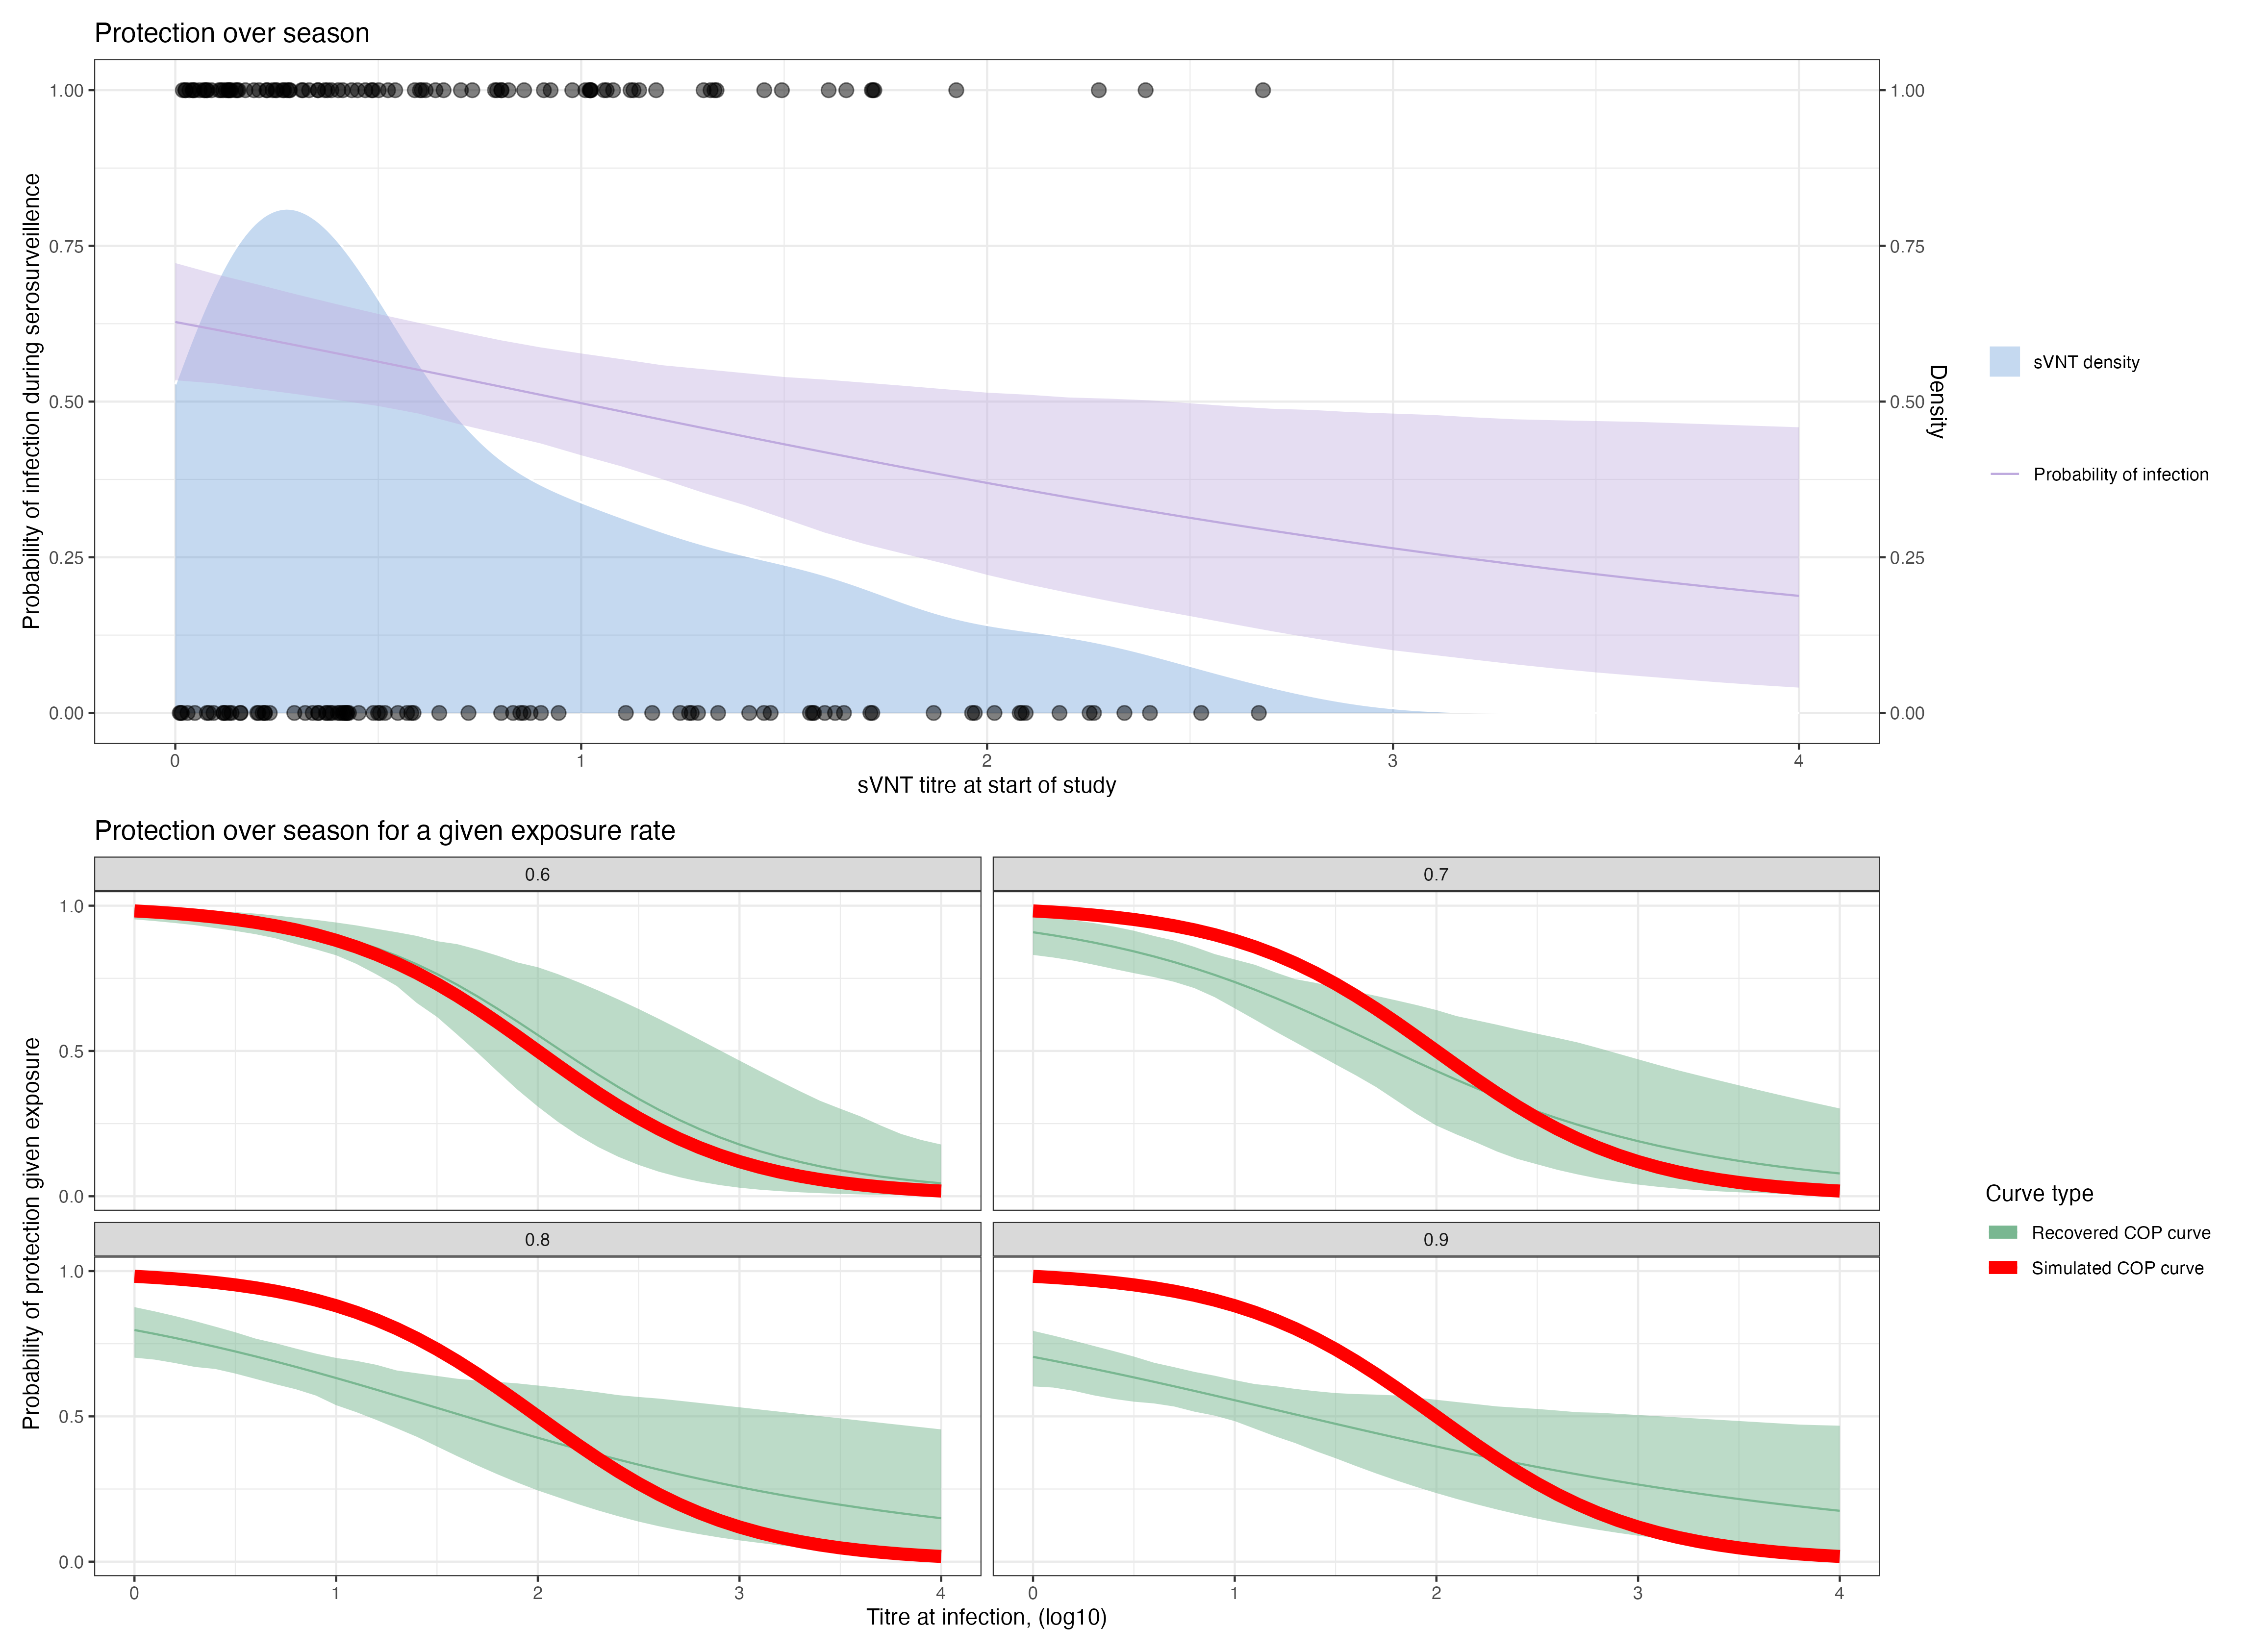 Protection over season
Probability of infection during serosurveillence
1.00
0.75
0.50
0.25
0.00
1.00
0.75
0.50
0.25
0.00
Density
0 1 2 3 4
sVNT titre at start of study
sVNT density
Probability of infection
Protection over season for a given exposure rate
Probability of protection given exposure
0.6
0.7
1.0
0.5
0.0
0.8
0.9
1.0
0.5
0.0
0 1 2 3 4
0 1 2 3 4
Titre at infection, (log10)
Curve type
Recovered COP curve
Simulated COP curve